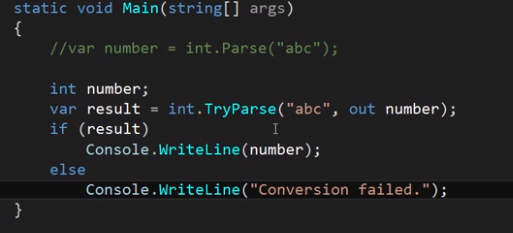 static void Main(string[] args)
{
    //var number = int.Parse("abc");

    int number;
    var result = int.TryParse("abc", out number);
    if (result)
        Console.WriteLine(number);
    else
        Console.WriteLine("Conversion failed.");
}